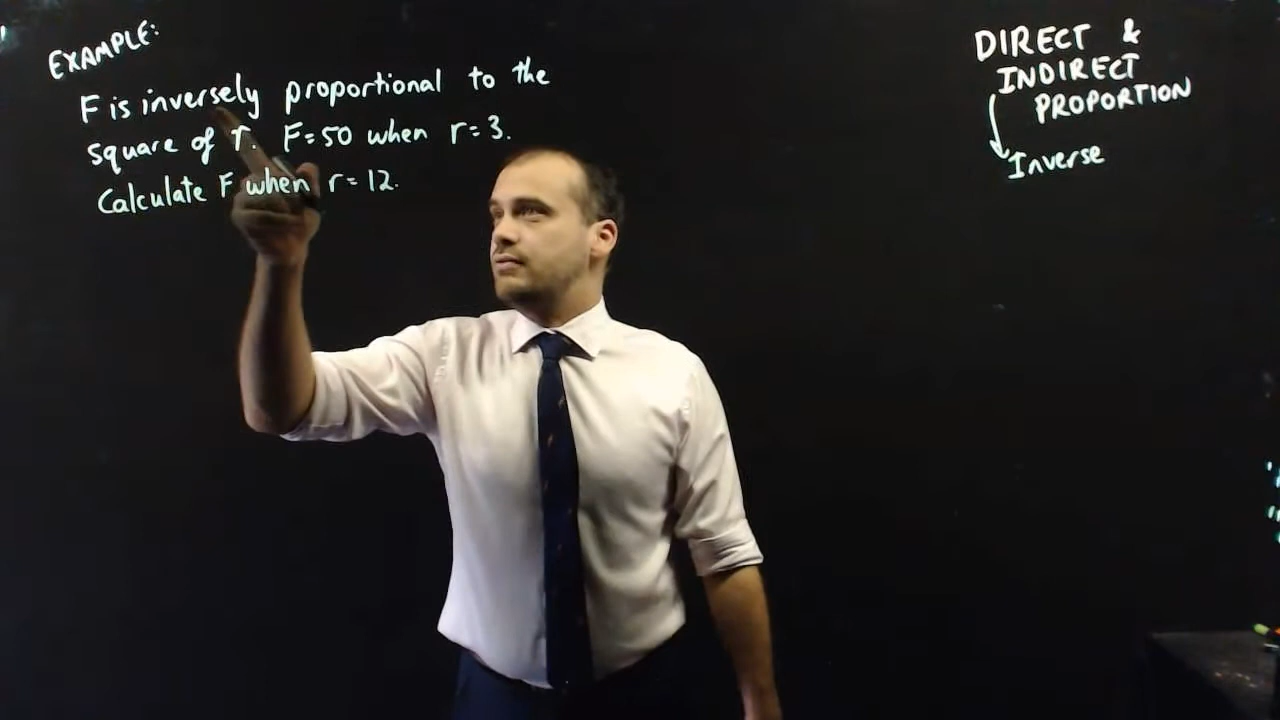 EXAMPLE:
F is inversely proportional to the
square of r. F=50 when r=3.
Calculate F when r=12.
DIRECT &
INDIRECT
PROPORTION
Inverse